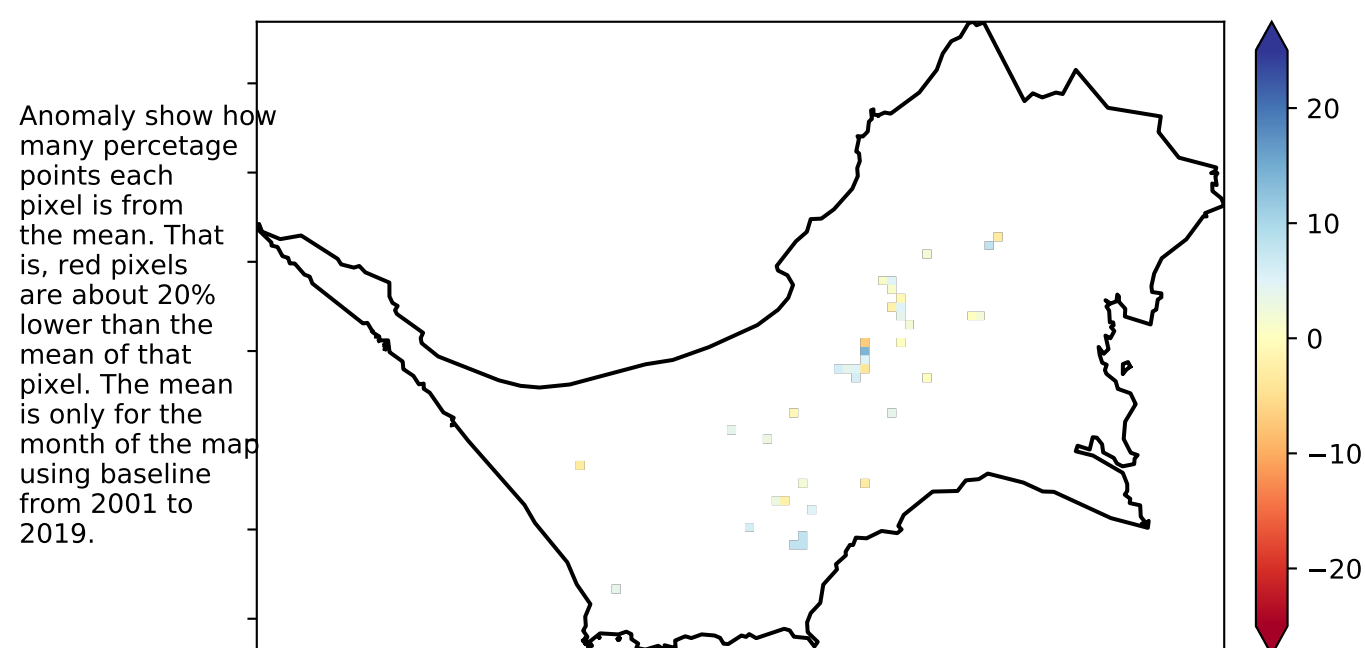 Anomaly show how
many percetage
points each
pixel is from
the mean. That
is, red pixels
are about 20%
lower than the
mean of that
pixel. The mean
is only for the
month of the map
using baseline
from 2001 to
2019.
20
10
0
−10
−20